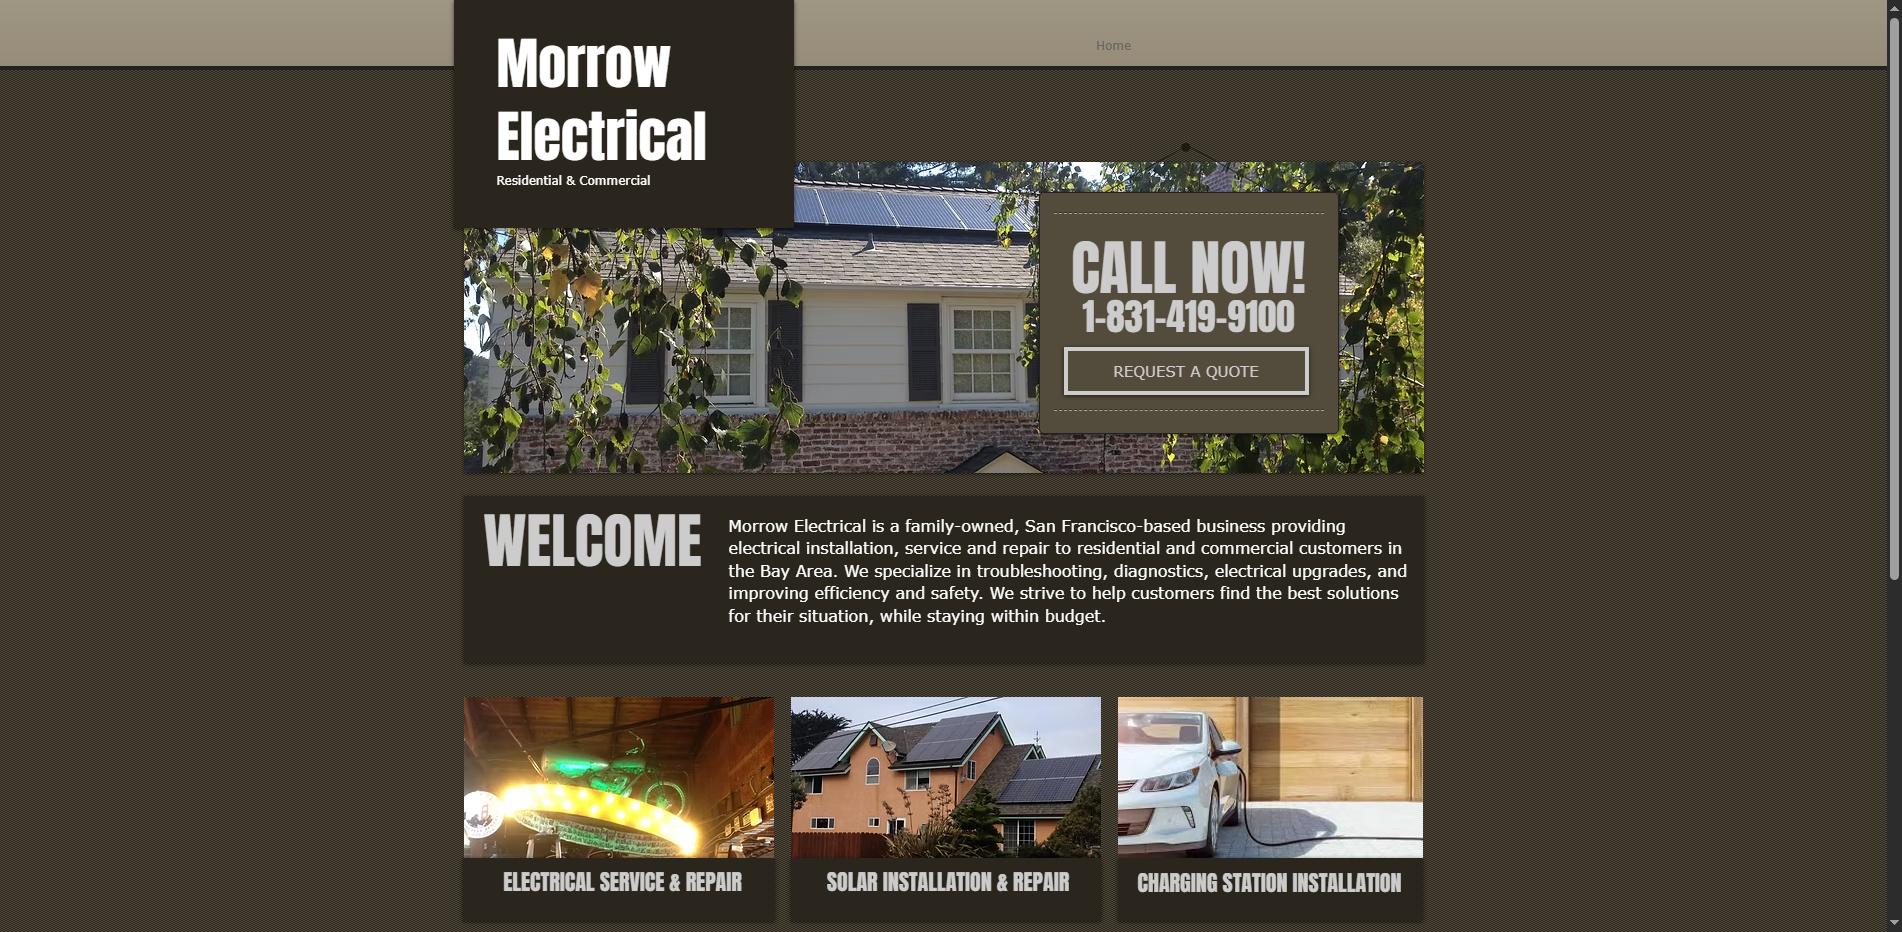 Morrow
Electrical
Residential & Commercial
Home
CALL NOW!
1-831-419-9100
REQUEST A QUOTE
WELCOME
Morrow Electrical is a family-owned, San Francisco-based business providing
electrical installation, service and repair to residential and commercial customers in
the Bay Area. We specialize in troubleshooting, diagnostics, electrical upgrades, and
improving efficiency and safety. We strive to help customers find the best solutions
for their situation, while staying within budget.
ELECTRICAL SERVICE & REPAIR
SOLAR INSTALLATION & REPAIR
CHARGING STATION INSTALLATION